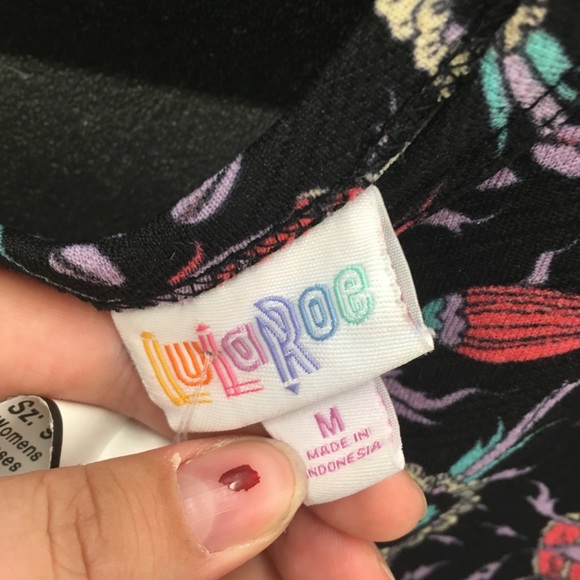 LuLaRoe
M
MADE IN
INDONESIA
Sz: S
Womens